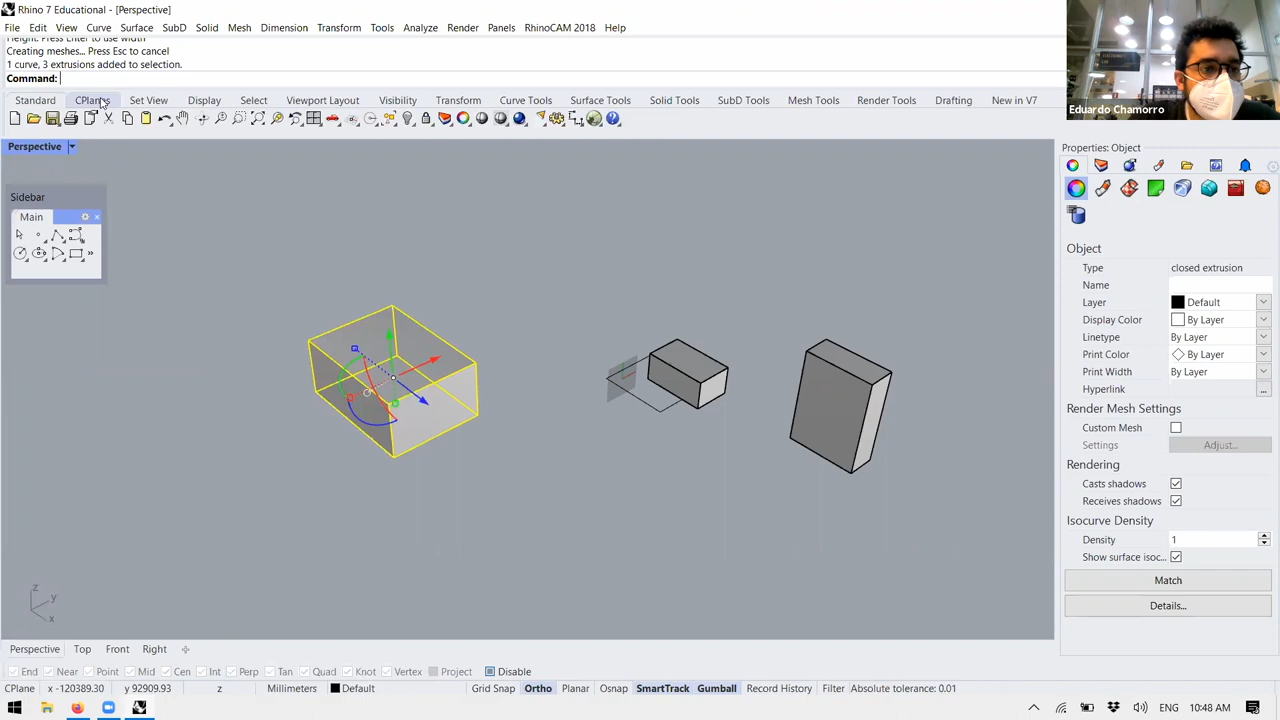 Rhino 7 Educational - [Perspective]
File Edit View Curve Surface SubD Solid Mesh Dimension Transform Tools Analyze Render Panels RhinoCAM 2018 Help
Height. Press Enter to use width
Creating meshes... Press Esc to cancel
1 curve, 3 extrusions added to selection.
Command:
Standard CPlanes Set View Display Select Viewport Layout Visibility Transform Curve Tools Surface Tools Solid Tools SubD Tools Mesh Tools Render Tools Drafting New in V7
Eduardo Chamorro
Perspective
Properties: Object
Sidebar
Main
Object
Type closed extrusion
Name
Layer Default
Display Color By Layer
Linetype By Layer
Print Color By Layer
Print Width By Layer
Hyperlink ...
Render Mesh Settings
Custom Mesh
Settings Adjust...
Rendering
Casts shadows
Receives shadows
Isocurve Density
Density 1
Show surface isoc...
Match
Details...
z
y
x
Perspective Top Front Right
End Near Point Mid Cen Int Perp Tan Quad Knot Vertex Project Disable
CPlane x -120389.30 y 92909.93 z Millimeters Default Grid Snap Ortho Planar Osnap SmartTrack Gumball Record History Filter Absolute tolerance: 0.01
ENG 10:48 AM